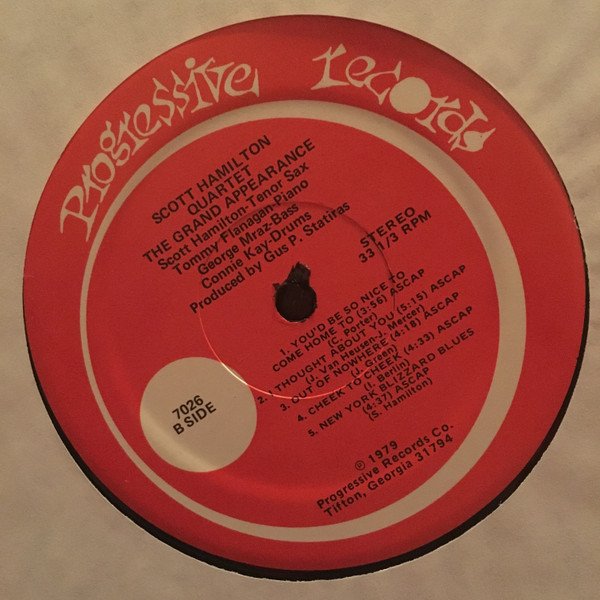 Progressive Records
SCOTT HAMILTON
QUARTET
THE GRAND APPEARANCE
Scott Hamilton-Tenor Sax
Tommy Flanagan-Piano
George Mraz-Bass
Connie Kay-Drums
Produced by Gus P. Statiras
STEREO
33 1/3 RPM
1. YOU'D BE SO NICE TO
COME HOME TO (3:56) ASCAP
(C. Porter)
2. I THOUGHT ABOUT YOU (5:15) ASCAP
(J. Van Heusen-J. Mercer)
3. OUT OF NOWHERE (4:18) ASCAP
(J. Green)
4. CHEEK TO CHEEK (4:33) ASCAP
(I. Berlin)
5. NEW YORK BLIZZARD BLUES
(4:37) ASCAP
(S. Hamilton)
7026
B SIDE
℗ 1979
Progressive Records Co.
Tifton, Georgia 31794